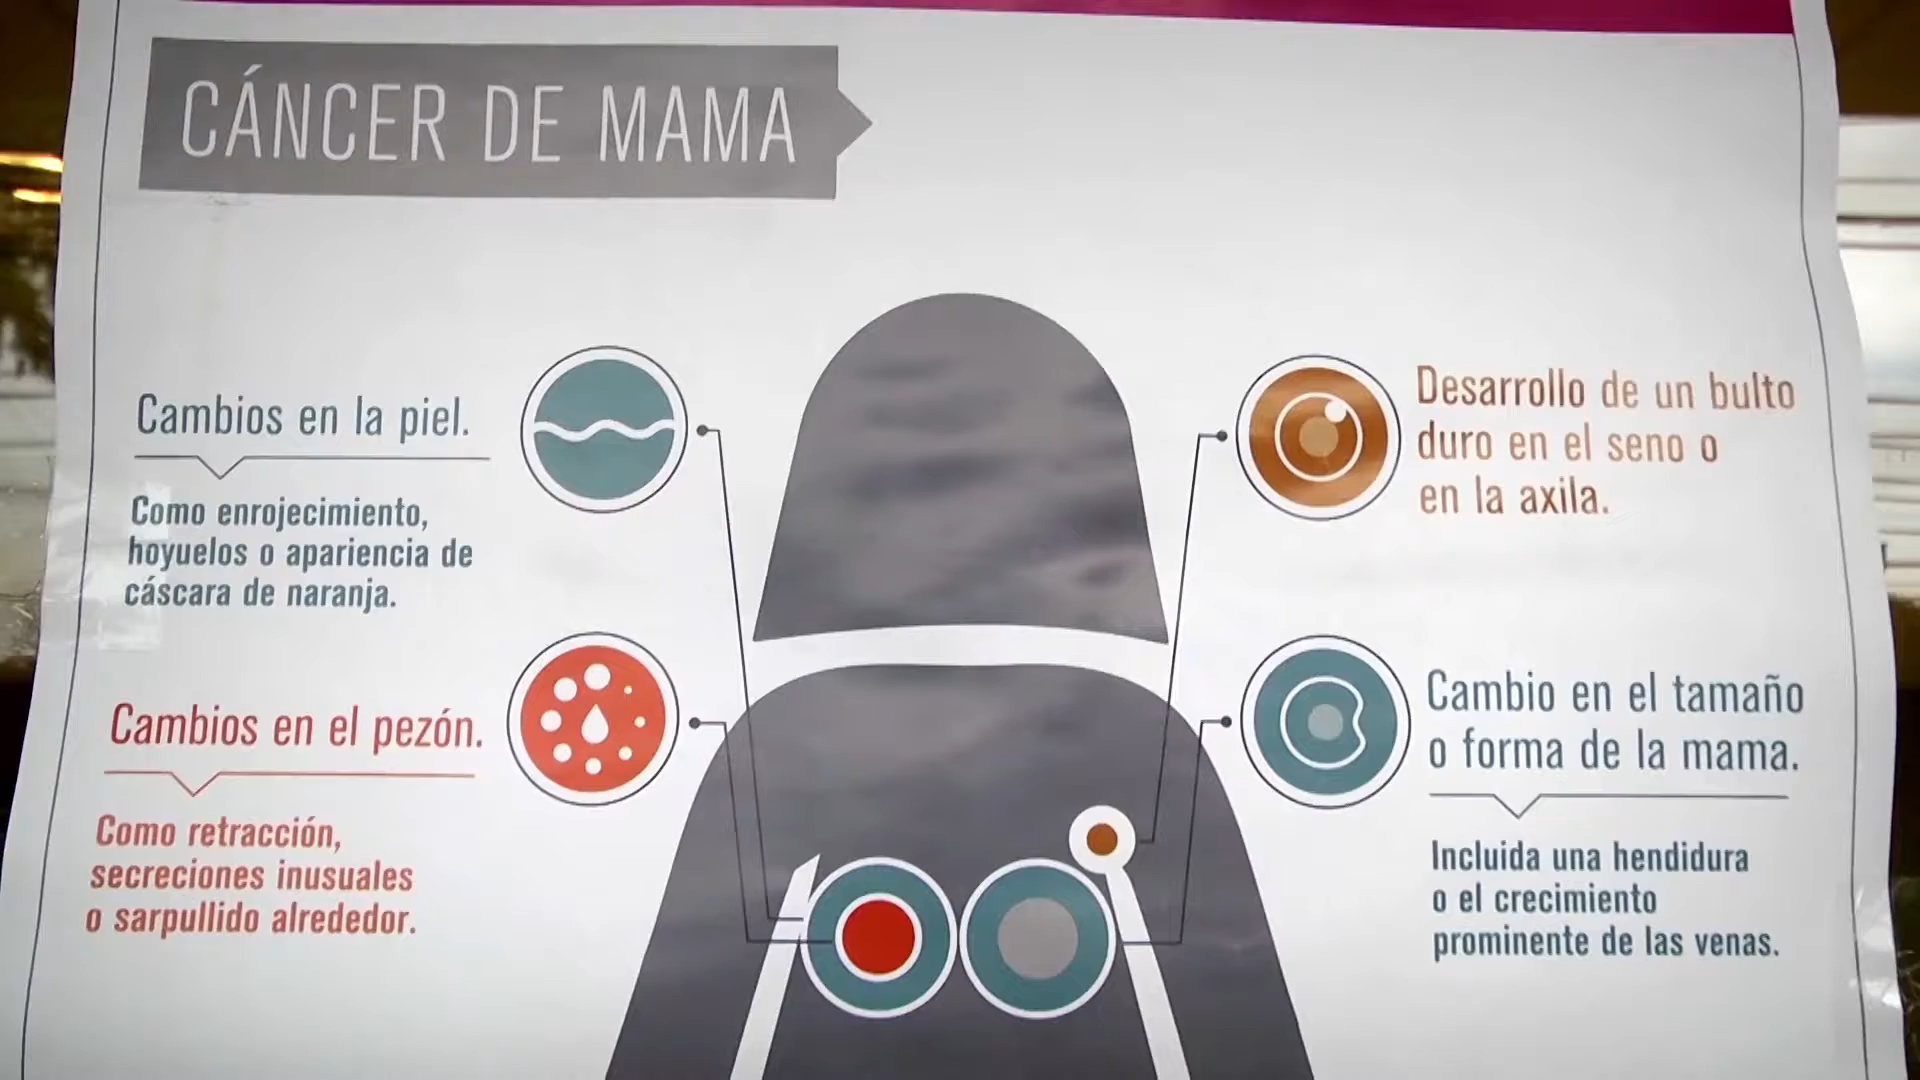 CÁNCER DE MAMA
Cambios en la piel.
Como enrojecimiento,
hoyuelos o apariencia de
cáscara de naranja.
Cambios en el pezón.
Como retracción,
secreciones inusuales
o sarpullido alrededor.
Desarrollo de un bulto
duro en el seno o
en la axila.
Cambio en el tamaño
o forma de la mama.
Incluida una hendidura
o el crecimiento
prominente de las venas.